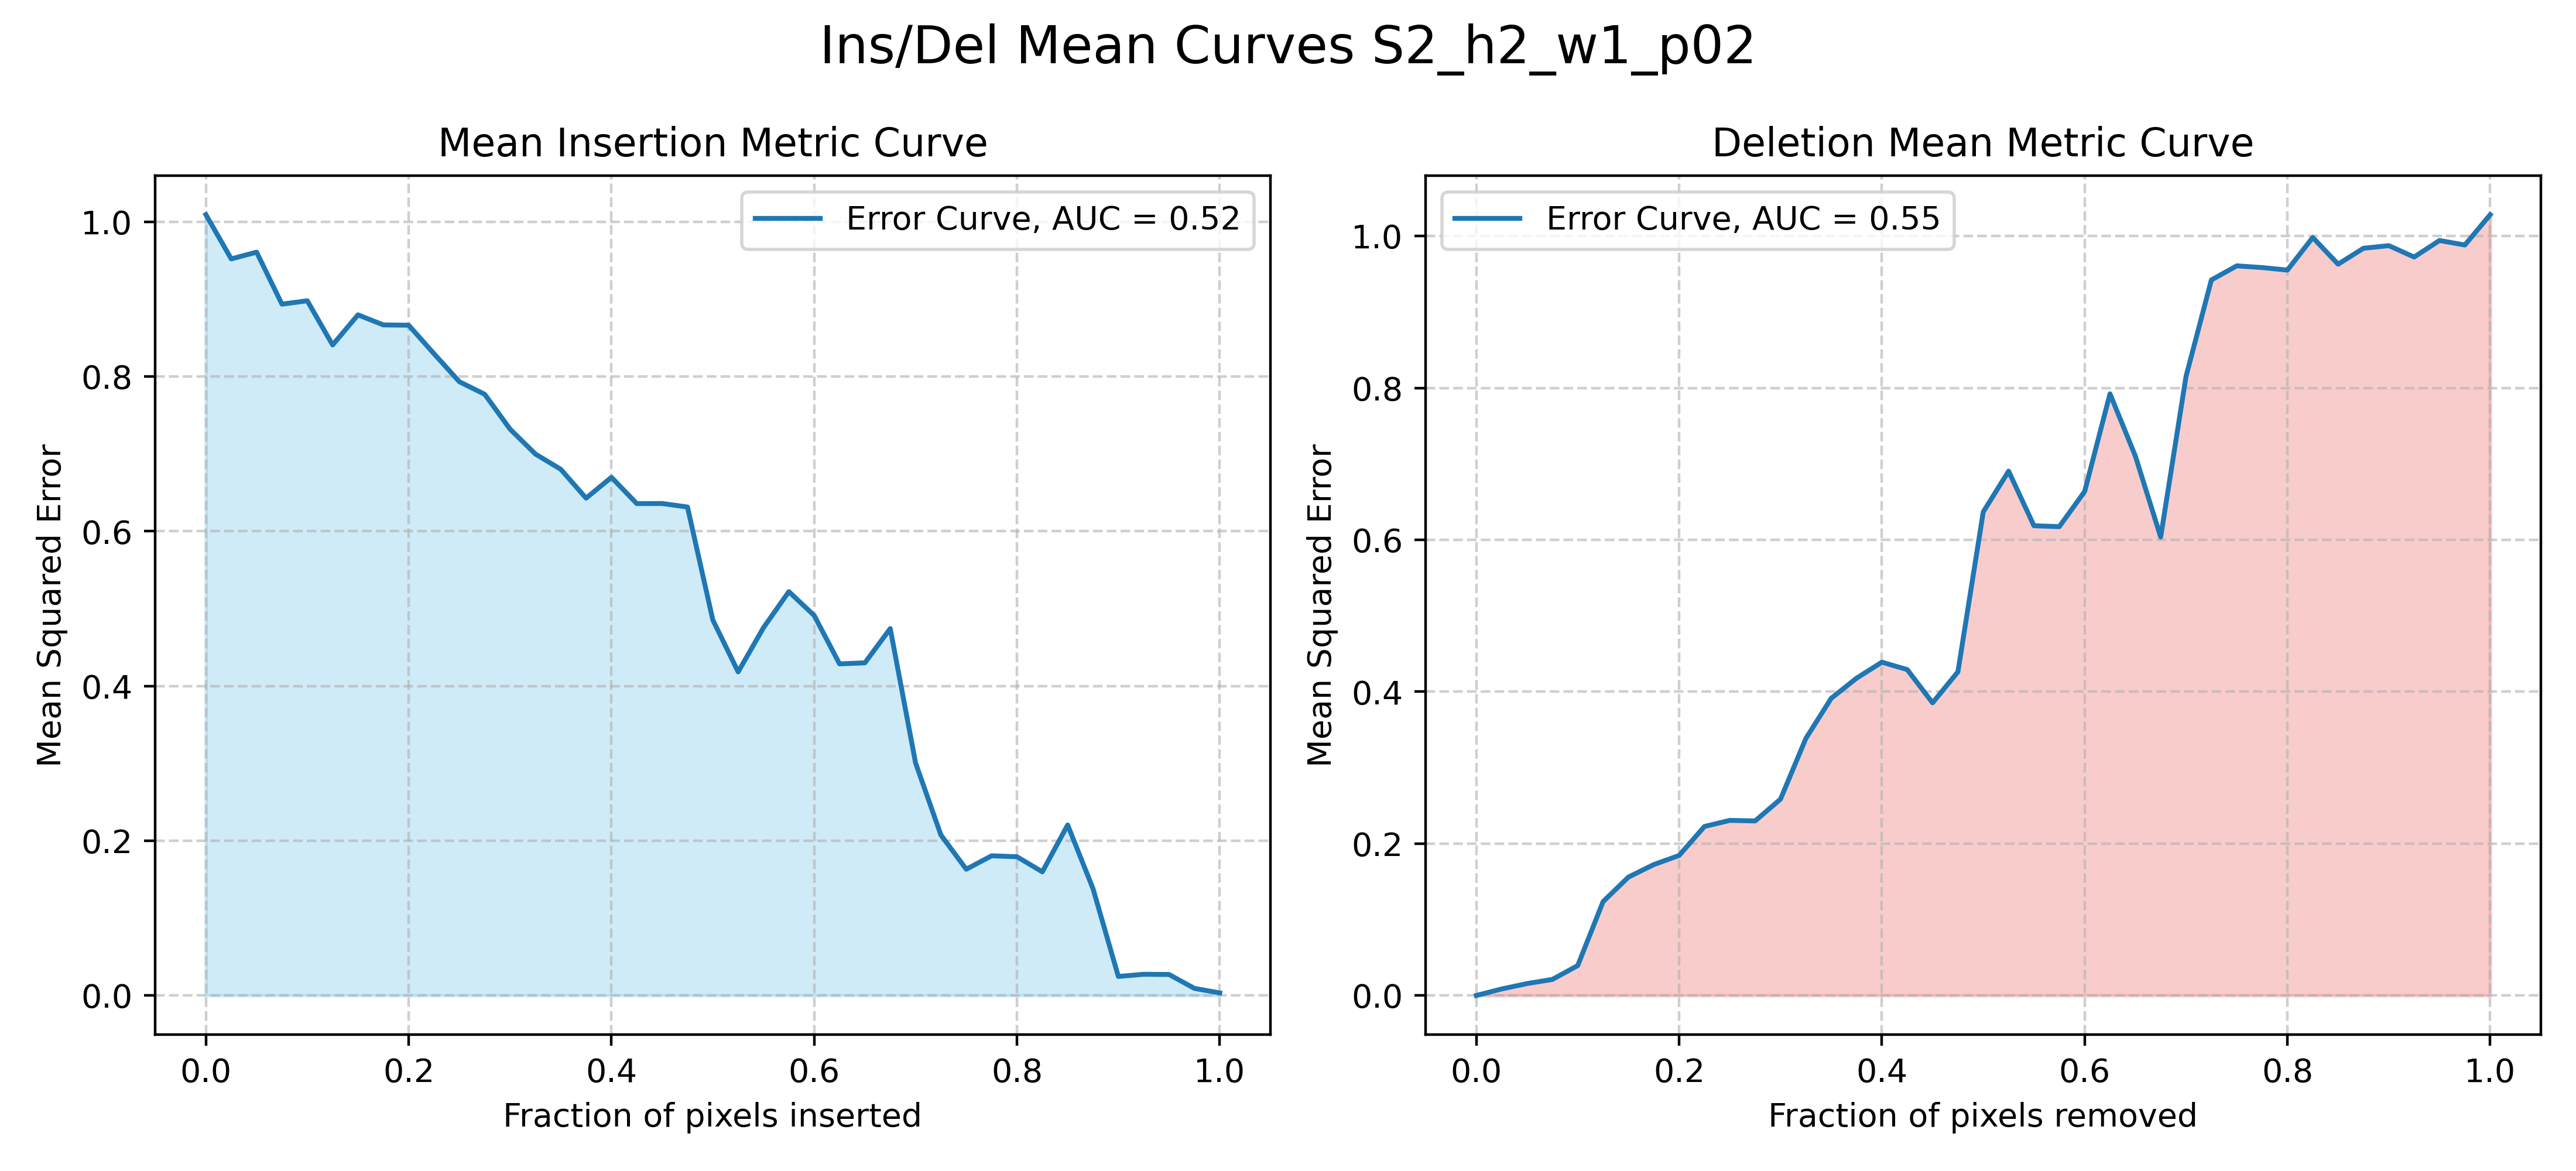 Ins/Del Mean Curves S2_h2_w1_p02
Mean Insertion Metric Curve
Error Curve, AUC = 0.52
Mean Squared Error
1.0
0.8
0.6
0.4
0.2
0.0
0.0 0.2 0.4 0.6 0.8 1.0
Fraction of pixels inserted
Deletion Mean Metric Curve
Error Curve, AUC = 0.55
Mean Squared Error
1.0
0.8
0.6
0.4
0.2
0.0
0.0 0.2 0.4 0.6 0.8 1.0
Fraction of pixels removed